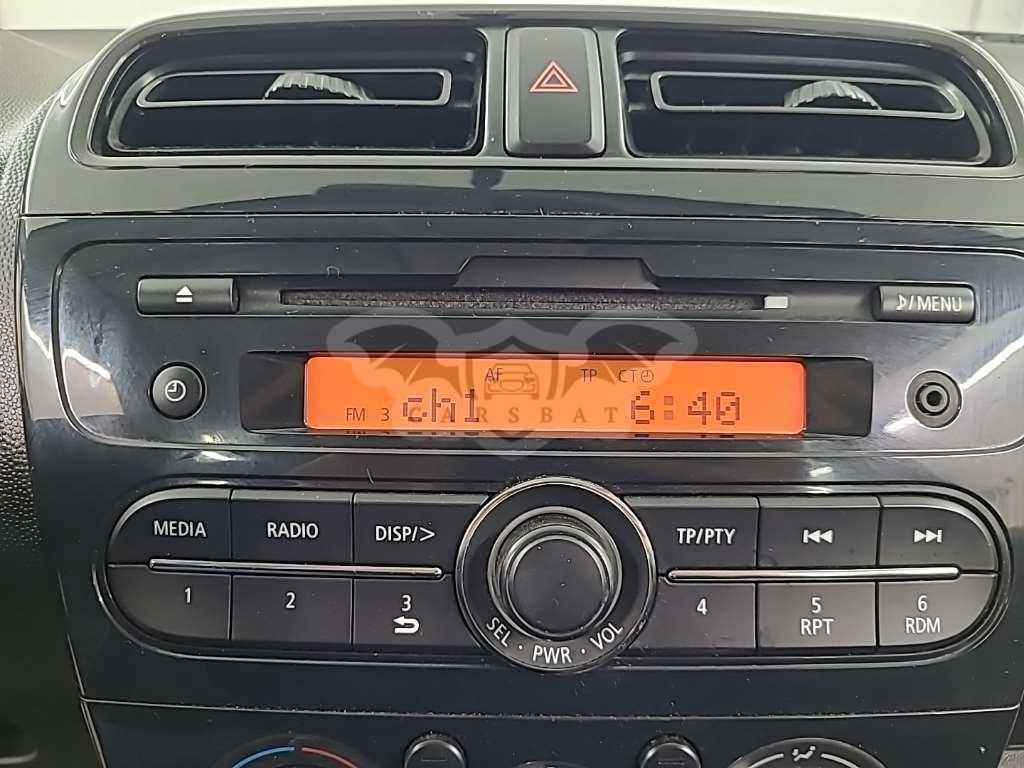 ♪/MENU
AF TP CT
FM 3 ch1 6:40
CARSBAT
MEDIA RADIO DISP/> TP/PTY
1 2 3 4 5 6
RPT RDM
SEL · PWR · VOL